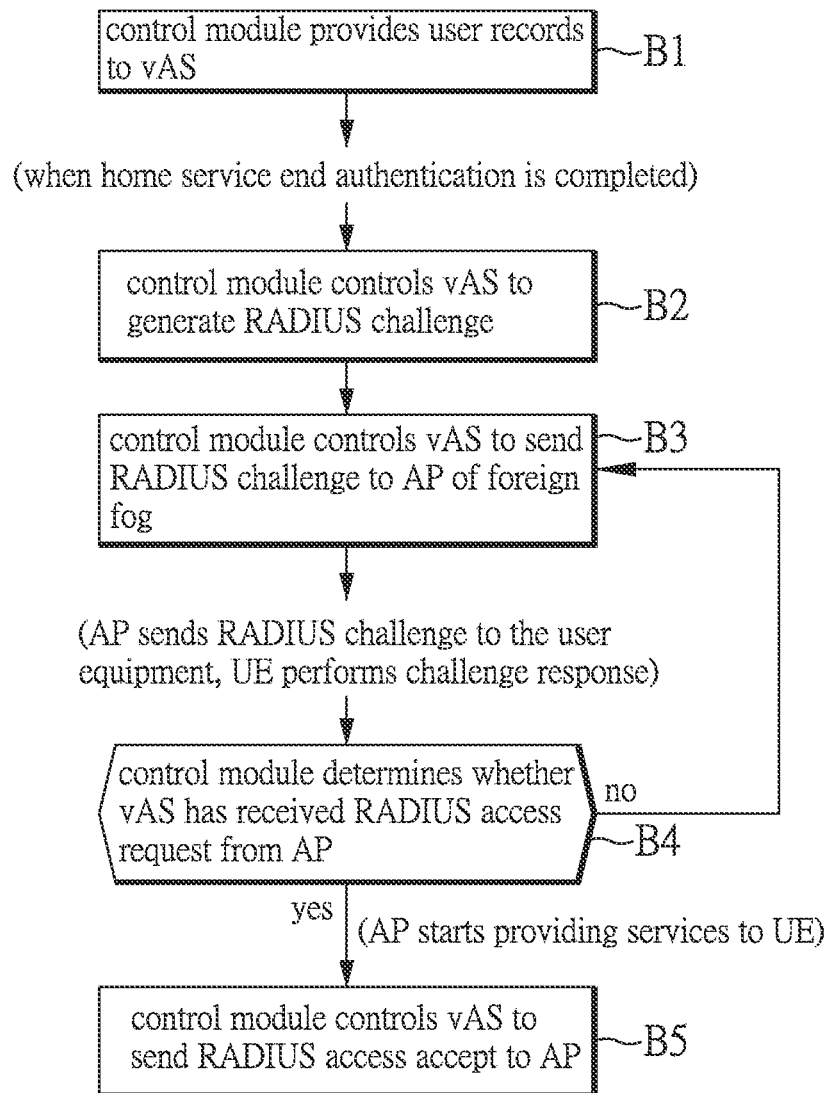 control module provides user records
to vAS
B1
(when home service end authentication is completed)
control module controls vAS to
generate RADIUS challenge
B2
control module controls vAS to send
RADIUS challenge to AP of foreign
fog
B3
(AP sends RADIUS challenge to the user
equipment, UE performs challenge response)
control module determines whether
vAS has received RADIUS access
request from AP
no
B4
yes
(AP starts providing services to UE)
control module controls vAS to
send RADIUS access accept to AP
B5